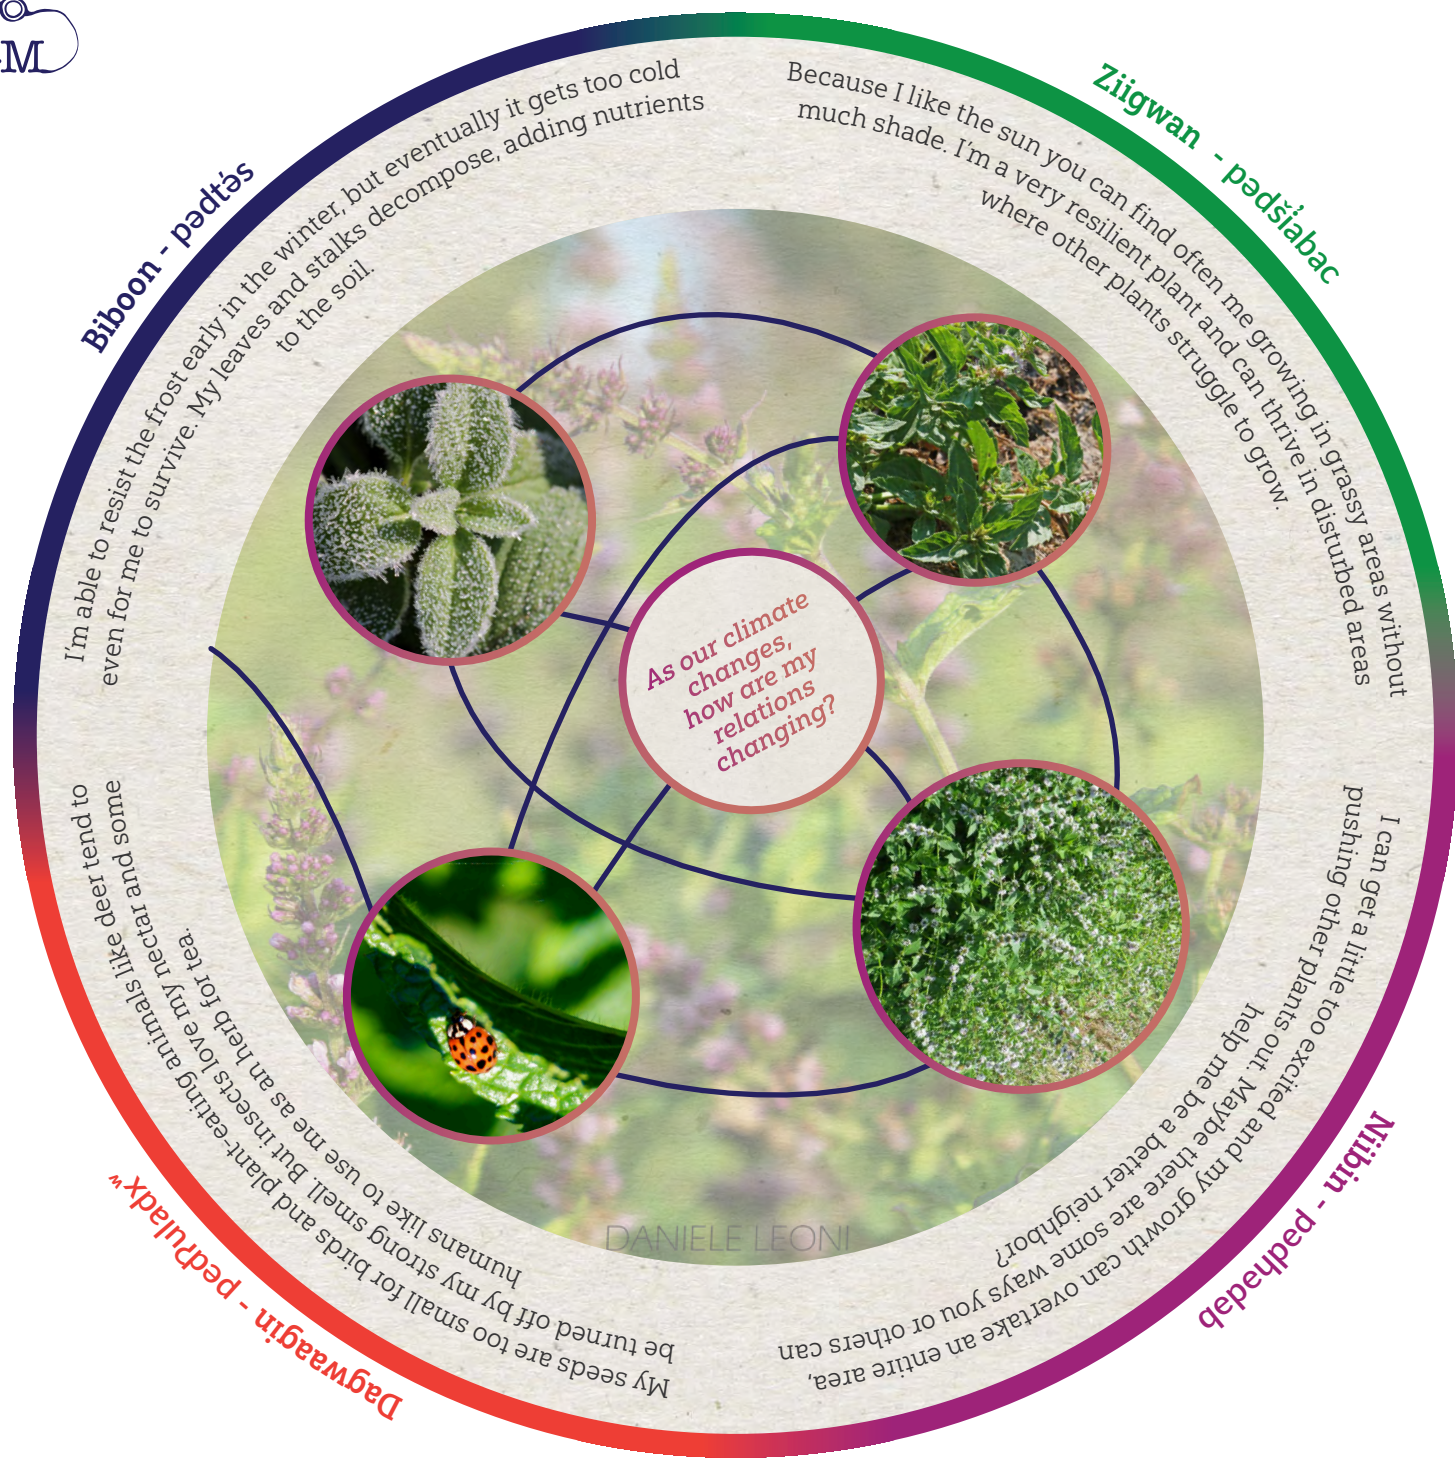 M
Biboon - pədt̓əs
I'm able to resist the frost early in the winter, but eventually it gets too cold
even for me to survive. My leaves and stalks decompose, adding nutrients
to the soil.
Ziigwan - pədšİ̓abac
Because I like the sun you can find often me growing in grassy areas without
much shade. I'm a very resilient plant and can thrive in disturbed areas
where other plants struggle to grow.
As our climate
changes,
how are my
relations
changing?
Niibin - pədhədəb
I can get a little too excited and my growth can overtake an entire area,
pushing other plants out. Maybe there are some ways you or others can
help me be a better neighbor?
Dagwaagin - pədʔuladxʷ
My seeds are too small for birds and plant-eating animals like deer tend to
be turned off by my strong smell. But insects love my nectar and some
humans like to use me as an herb for tea.
DANIELE LEONI